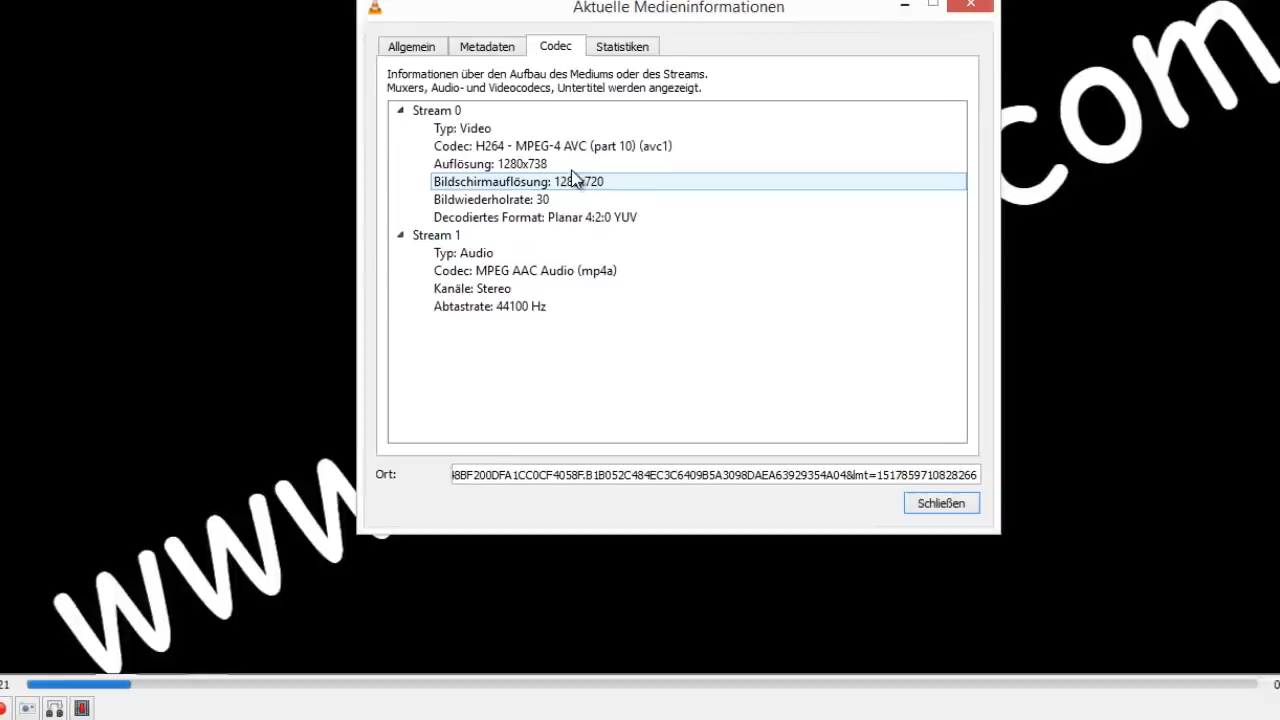 Aktuelle Medieninformationen
Allgemein
Metadaten
Codec
Statistiken
Informationen über den Aufbau des Mediums oder des Streams.
Muxers, Audio- und Videocodecs, Untertitel werden angezeigt.
Stream 0
Typ: Video
Codec: H264 - MPEG-4 AVC (part 10) (avc1)
Auflösung: 1280x738
Bildschirmauflösung: 1280x720
Bildwiederholrate: 30
Decodiertes Format: Planar 4:2:0 YUV
Stream 1
Typ: Audio
Codec: MPEG AAC Audio (mp4a)
Kanäle: Stereo
Abtastrate: 44100 Hz
Ort: 8BF200DFA1CC0CF4058F.B1B052C484EC3C6409B5A3098DAEA63929354A04&lmt=1517859710828266
Schließen
www
com
21